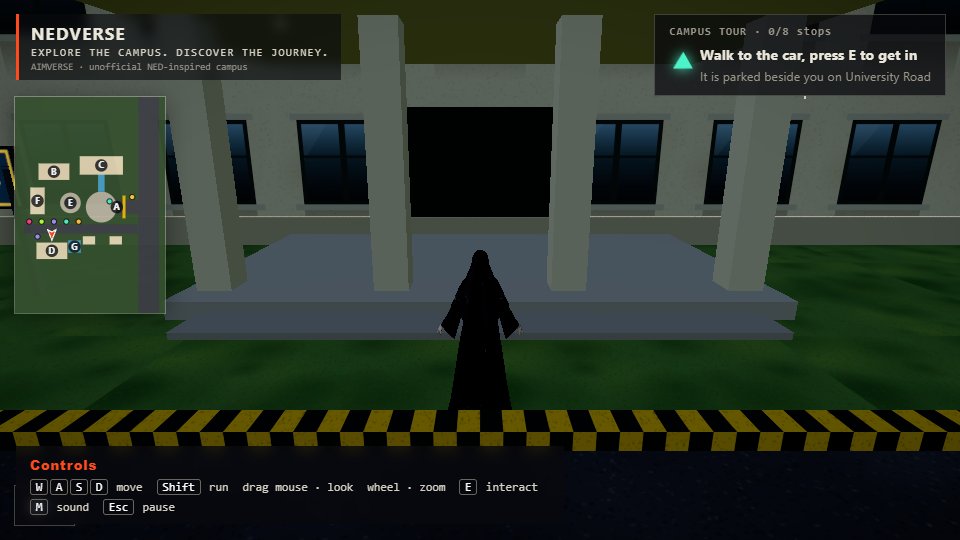 NEDVERSE
EXPLORE THE CAMPUS. DISCOVER THE JOURNEY.
AIMVERSE · unofficial NED-inspired campus
CAMPUS TOUR · 0/8 stops
Walk to the car, press E to get in
It is parked beside you on University Road
B
C
F
E
A
D
G
Controls
W A S D move Shift run drag mouse · look wheel · zoom E interact
M sound Esc pause